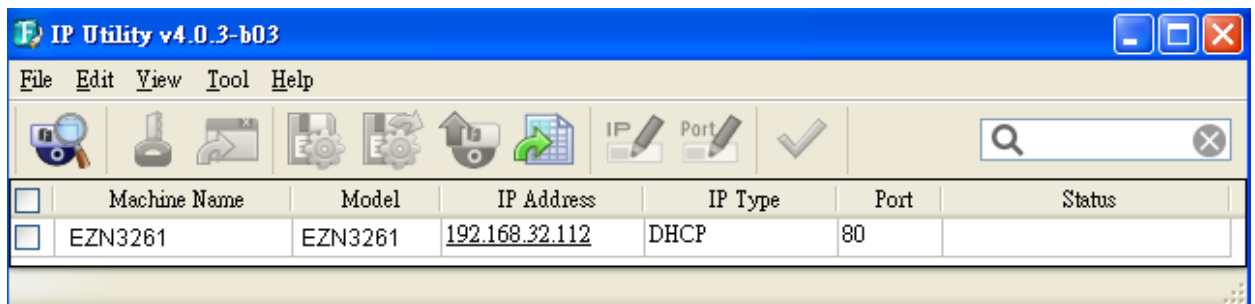 IP Utility v4.0.3-b03
File Edit View Tool Help
IP Port
Machine Name Model IP Address IP Type Port Status
EZN3261 EZN3261 192.168.32.112 DHCP 80